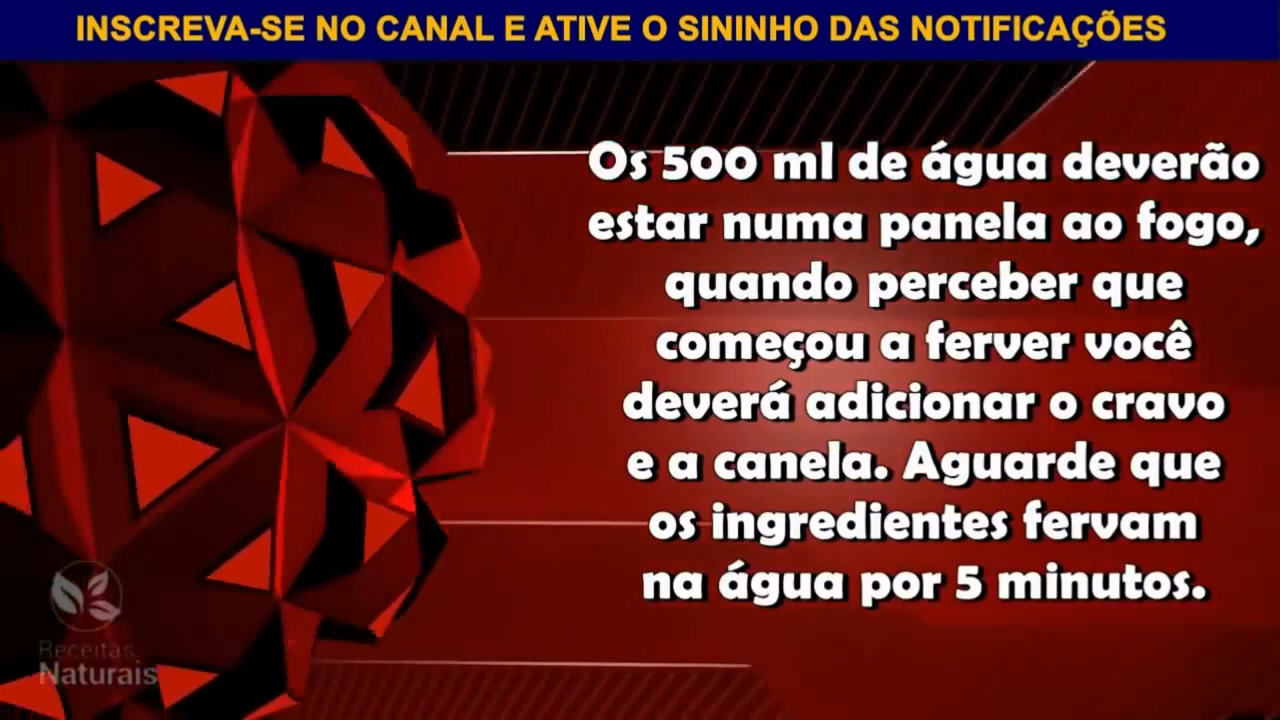 INSCREVA-SE NO CANAL E ATIVE O SININHO DAS NOTIFICAÇÕES
Os 500 ml de água deverão
estar numa panela ao fogo,
quando perceber que
começou a ferver você
deverá adicionar o cravo
e a canela. Aguarde que
os ingredientes fervam
na água por 5 minutos.
Receitas
Naturais